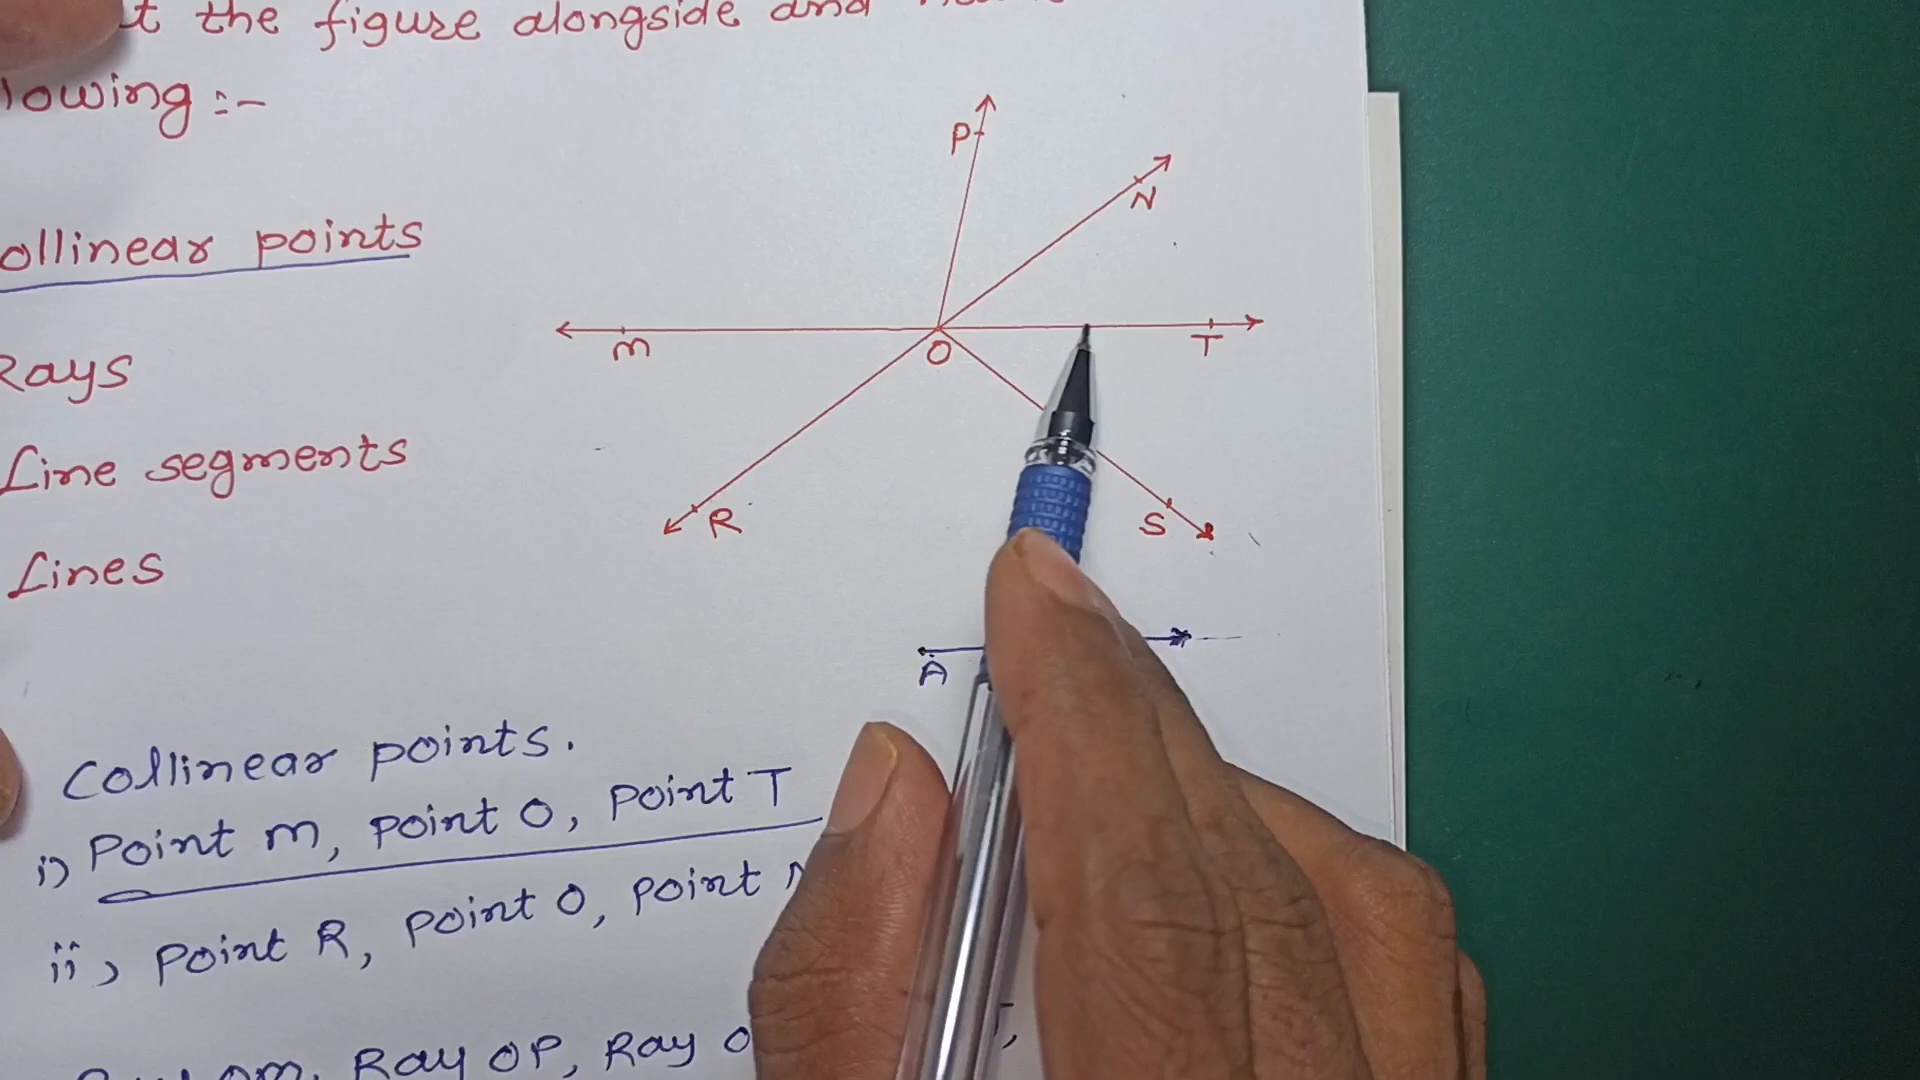 the figure alongside and
lowing :-
P
N
ollinear points
M
O
T
Rays
Line segments
R
S
Lines
A
Collinear points.
i) Point M, point O, point T
ii, Point R, point O, point N
Ray OP, Ray O